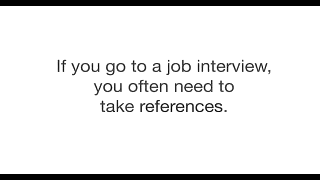 If you go to a job interview,
you often need to
take references.